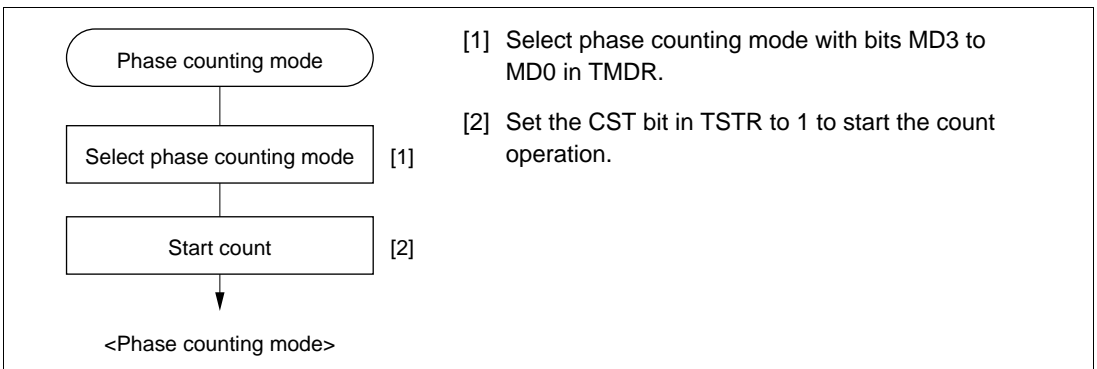 Phase counting mode
Select phase counting mode [1]
Start count [2]
<Phase counting mode>
[1] Select phase counting mode with bits MD3 to
MD0 in TMDR.
[2] Set the CST bit in TSTR to 1 to start the count
operation.